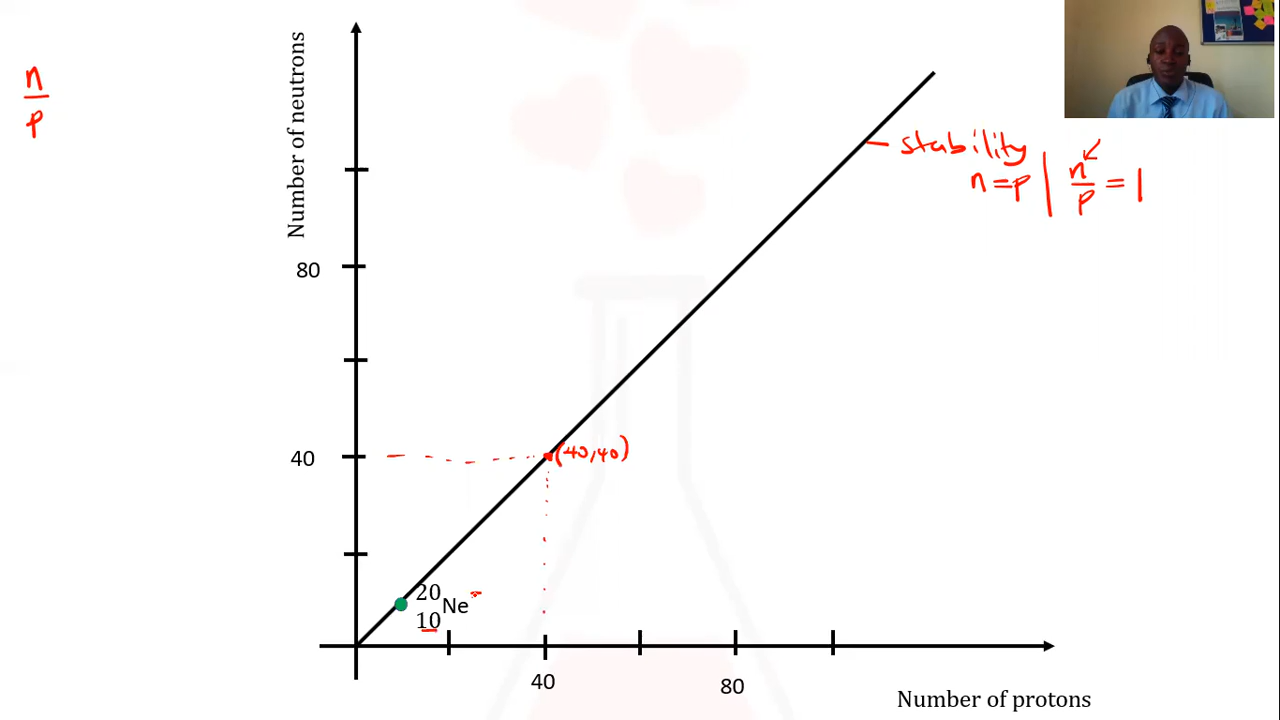 n
p
Number of neutrons
stability
n=p | n/p = 1
80
40
(40,40)
20
10
Ne
40
80
Number of protons